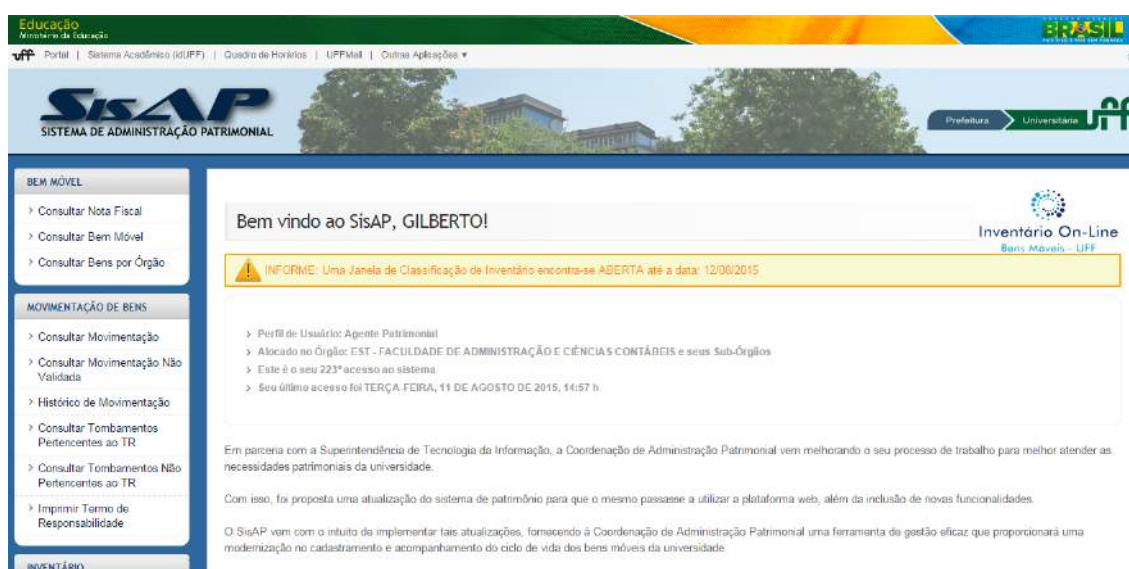 Educação
Ministério da Educação
BRASIL
uff Portal | Sistema Acadêmico (idUFF) | Quadro de Horários | UFFMail | Outras Aplicações ▾
SISAP
SISTEMA DE ADMINISTRAÇÃO PATRIMONIAL
Prefeitura Universitária uff
BEM MÓVEL
> Consultar Nota Fiscal
> Consultar Bem Móvel
> Consultar Bens por Órgão
MOVIMENTAÇÃO DE BENS
> Consultar Movimentação
> Consultar Movimentação Não
Validada
> Histórico de Movimentação
> Consultar Tombamentos
Pertencentes ao TR
> Consultar Tombamentos Não
Pertencentes ao TR
> Imprimir Termo de
Responsabilidade
INVENTÁRIO
Bem vindo ao SisAP, GILBERTO!
Inventário On-Line
Bens Móveis - UFF
INFORME: Uma Janela de Classificação de Inventário encontra-se ABERTA até a data: 12/08/2015
> Perfil de Usuário: Agente Patrimonial
> Alocado no Órgão: EST - FACULDADE DE ADMINISTRAÇÃO E CIÊNCIAS CONTÁBEIS e seus Sub-Órgãos
> Este é o seu 223º acesso ao sistema
> Seu último acesso foi TERÇA-FEIRA, 11 DE AGOSTO DE 2015, 14:57 h
Em parceria com a Superintendência de Tecnologia da Informação, a Coordenação de Administração Patrimonial vem melhorando o seu processo de trabalho para melhor atender as
necessidades patrimoniais da universidade.
Com isso, foi proposta uma atualização do sistema de patrimônio para que o mesmo passasse a utilizar a plataforma web, além da inclusão de novas funcionalidades.
O SisAP vem com o intuito de implementar tais atualizações, fornecendo à Coordenação de Administração Patrimonial uma ferramenta de gestão eficaz que proporcionará uma
modernização no cadastramento e acompanhamento do ciclo de vida dos bens móveis da universidade.